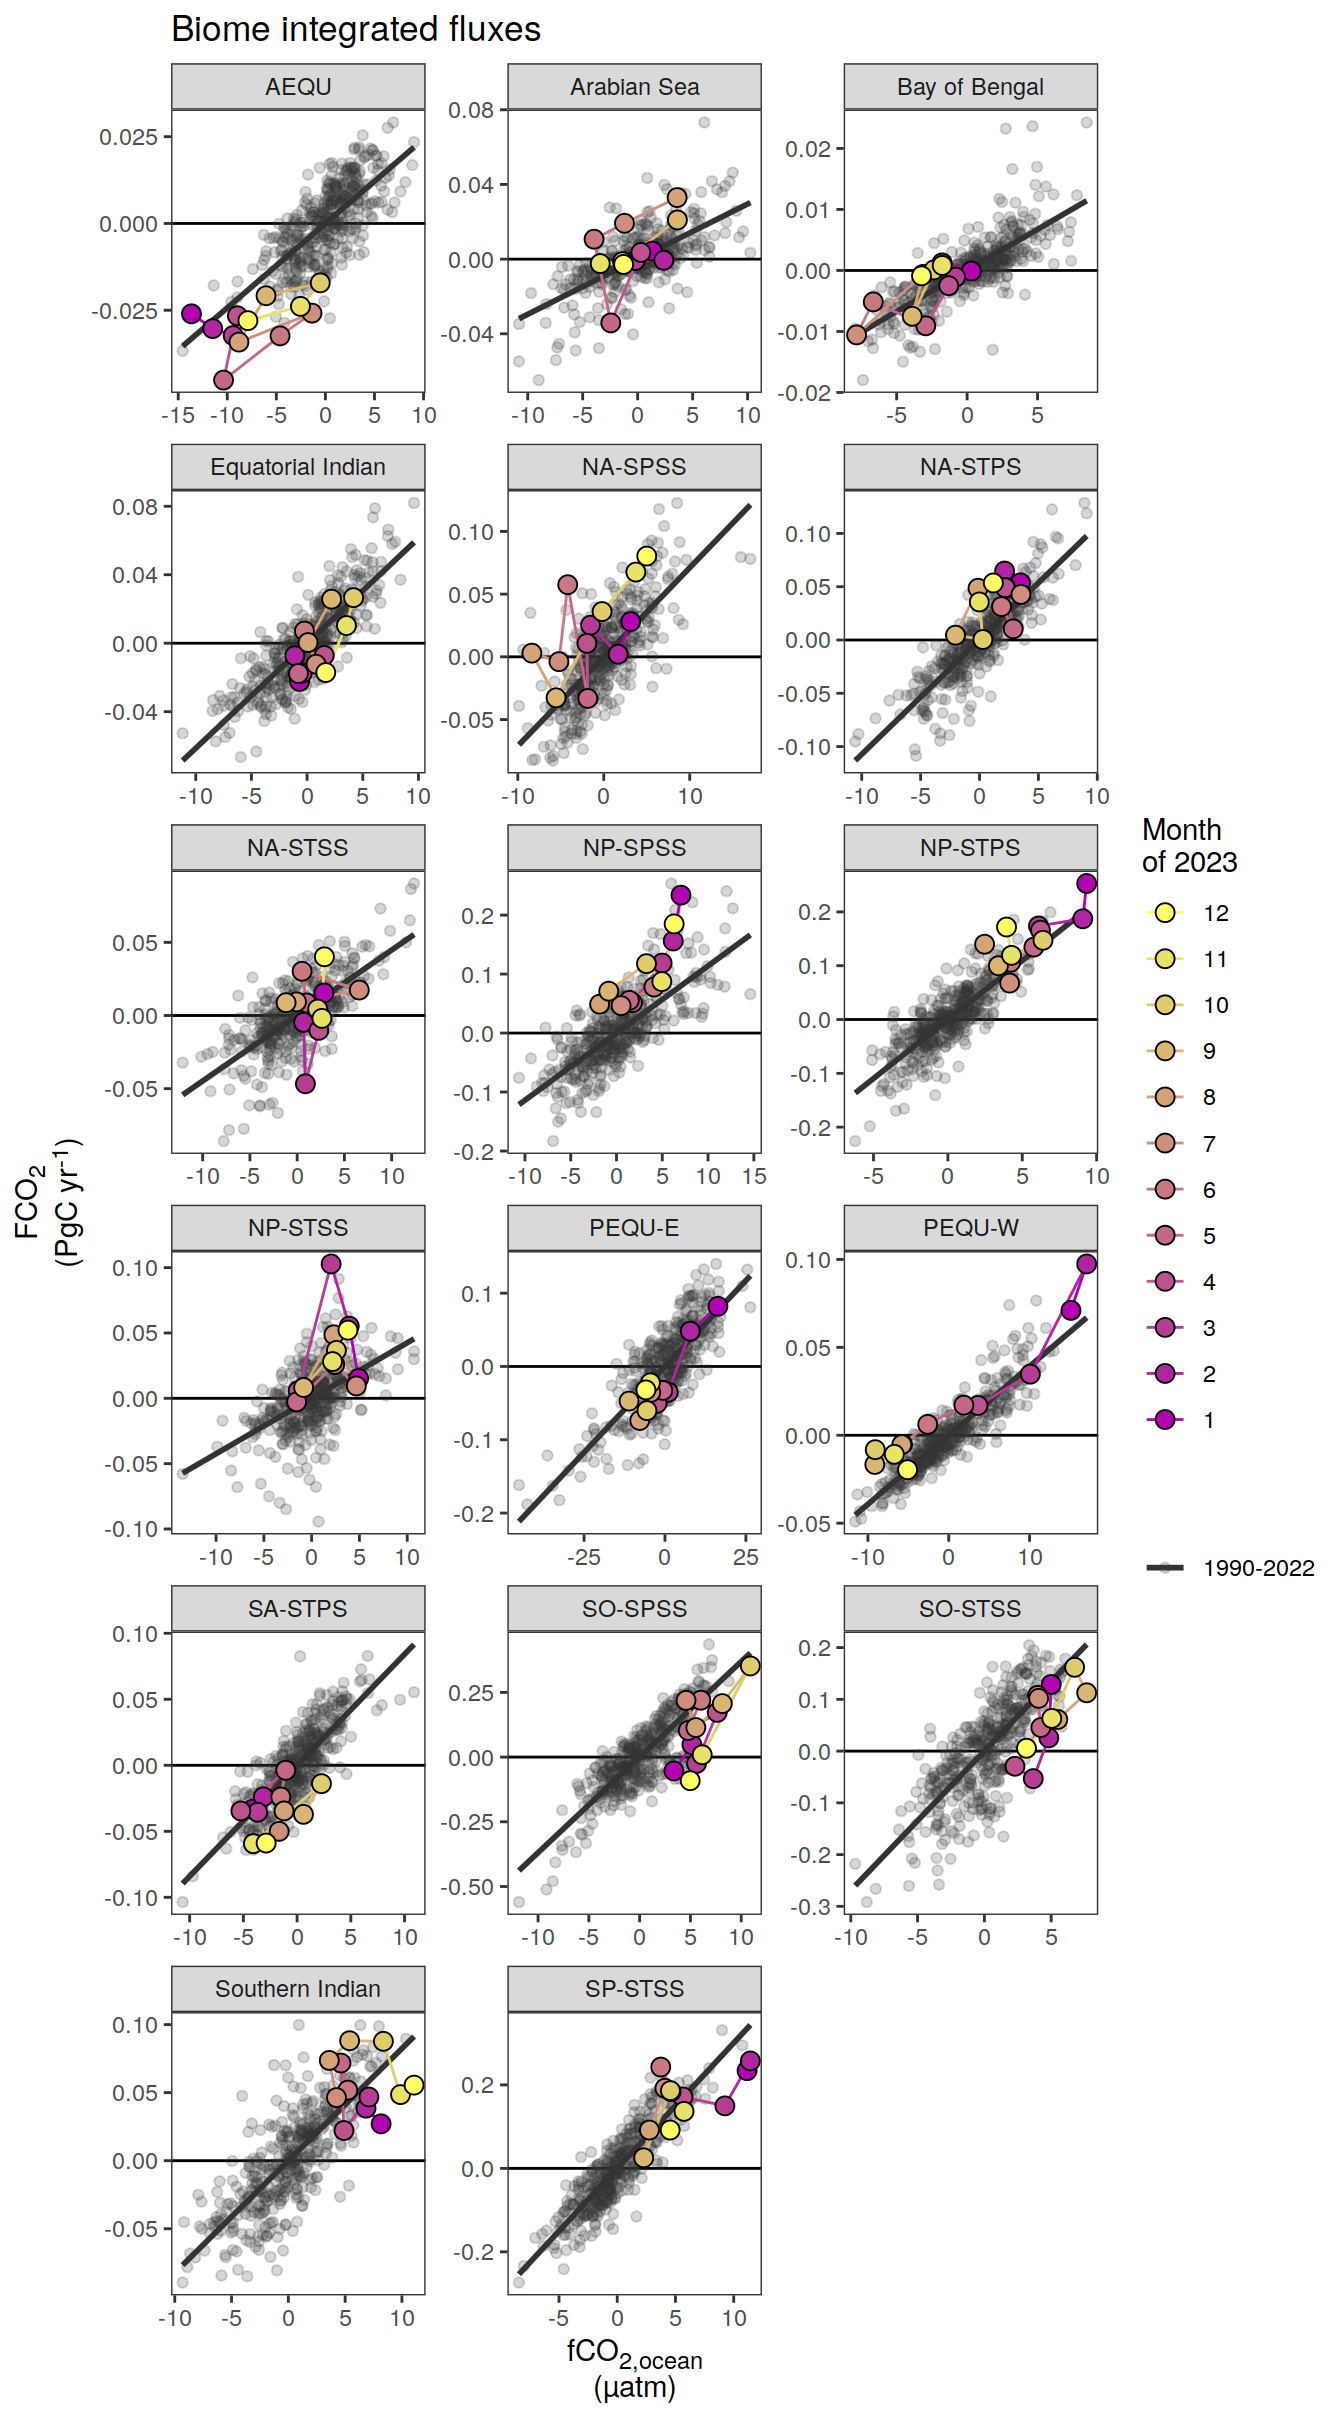 Biome integrated fluxes
AEQU
Arabian Sea
Bay of Bengal
0.025
0.000
-0.025
-15 -10 -5 0 5 10
0.08
0.04
0.00
-0.04
-10 -5 0 5 10
0.02
0.01
0.00
-0.01
-0.02
-5 0 5
Equatorial Indian
NA-SPSS
NA-STPS
0.08
0.04
0.00
-0.04
-10 -5 0 5 10
0.10
0.05
0.00
-0.05
-10 0 10
0.10
0.05
0.00
-0.05
-0.10
-10 -5 0 5 10
NA-STSS
NP-SPSS
NP-STPS
0.05
0.00
-0.05
-10 -5 0 5 10
0.2
0.1
0.0
-0.1
-0.2
-10 -5 0 5 10 15
0.2
0.1
0.0
-0.1
-0.2
-5 0 5 10
NP-STSS
PEQU-E
PEQU-W
0.10
0.05
0.00
-0.05
-0.10
-10 -5 0 5 10
0.1
0.0
-0.1
-0.2
-25 0 25
0.10
0.05
0.00
-0.05
-10 0 10
SA-STPS
SO-SPSS
SO-STSS
0.10
0.05
0.00
-0.05
-0.10
-10 -5 0 5 10
0.25
0.00
-0.25
-0.50
-10 -5 0 5 10
0.2
0.1
0.0
-0.1
-0.2
-0.3
-10 -5 0 5
Southern Indian
SP-STSS
0.10
0.05
0.00
-0.05
-10 -5 0 5 10
0.2
0.0
-0.2
-5 0 5 10
FCO2
(PgC yr-1)
fCO2,ocean
(µatm)
Month
of 2023
12
11
10
9
8
7
6
5
4
3
2
1
1990-2022